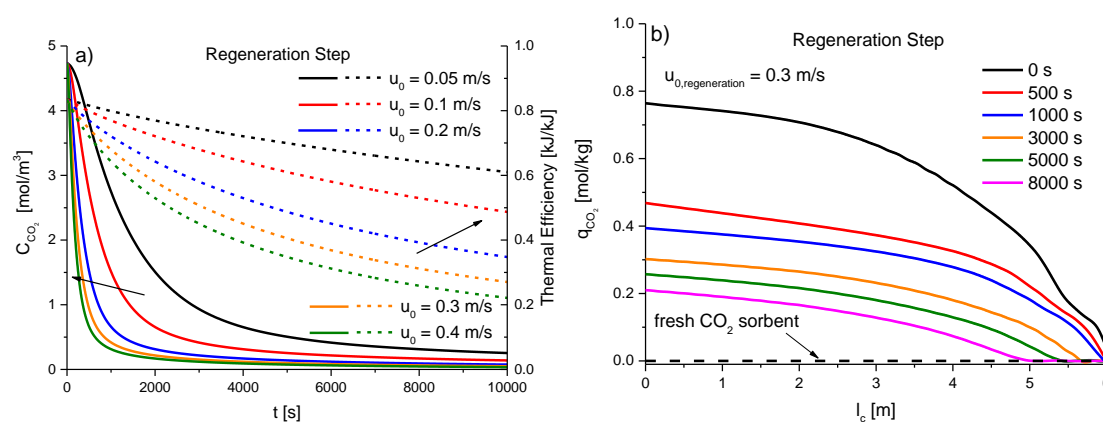 a)
Regeneration Step
u0 = 0.05 m/s
u0 = 0.1 m/s
u0 = 0.2 m/s
u0 = 0.3 m/s
u0 = 0.4 m/s
5
4
3
2
1
0
CCO2 [mol/m3]
1.0
0.8
0.6
0.4
0.2
0.0
Thermal Efficiency [kJ/kJ]
0 2000 4000 6000 8000 10000
t [s]
b)
Regeneration Step
u0,regeneration = 0.3 m/s
0 s
500 s
1000 s
3000 s
5000 s
8000 s
fresh CO2 sorbent
1.0
0.8
0.6
0.4
0.2
0.0
qCO2 [mol/kg]
0 1 2 3 4 5
lc [m]